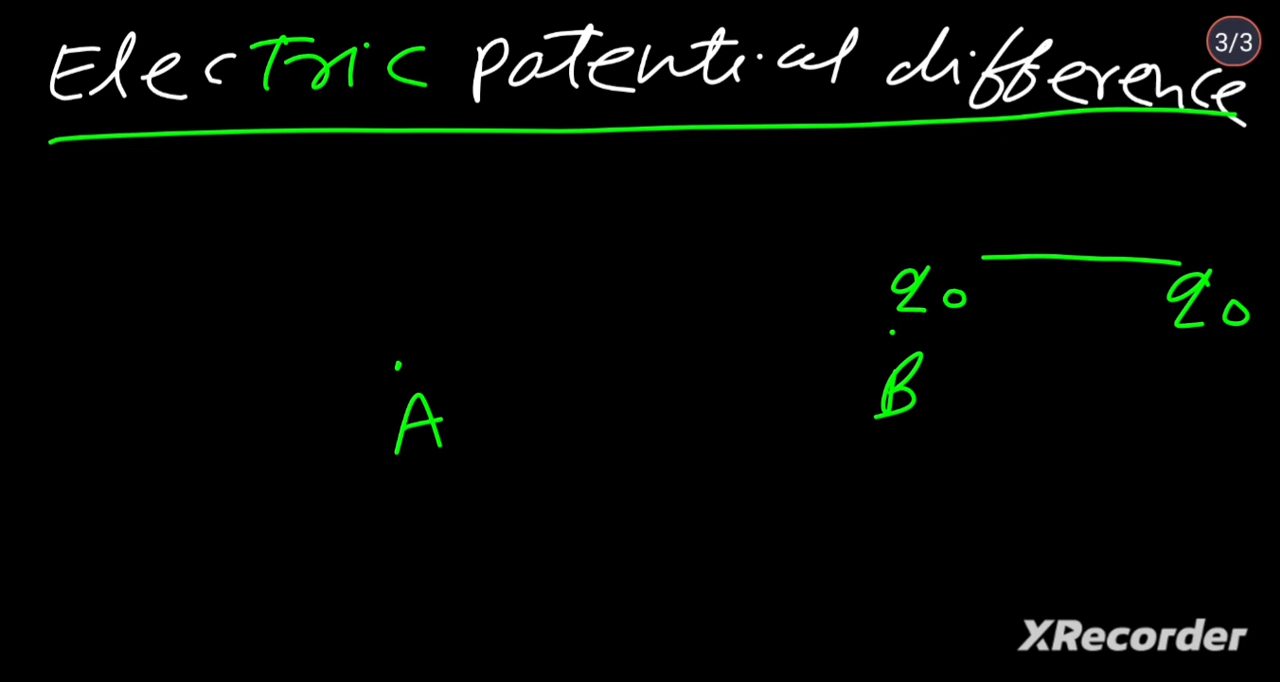 Electric potential difference
3/3
q₀ q₀
A B
XRecorder